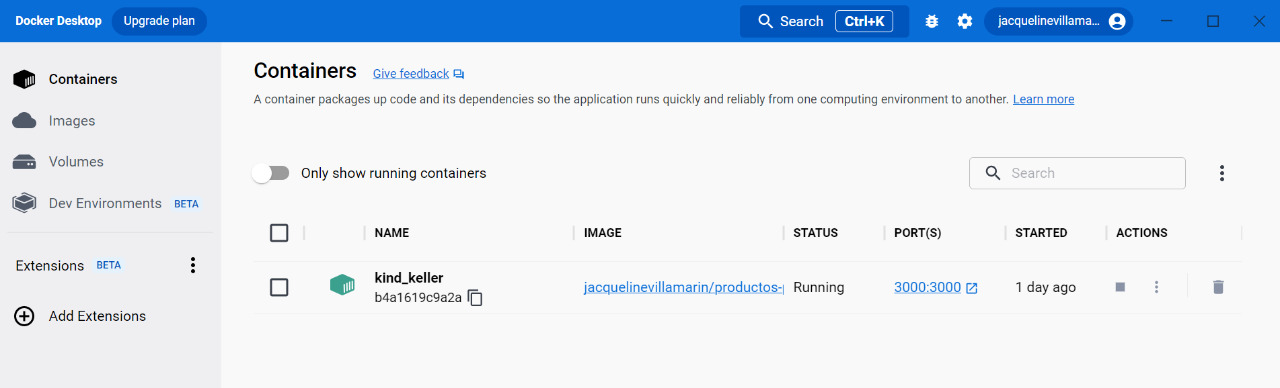 Docker Desktop Upgrade plan Search Ctrl+K jacquelinevillama...
Containers
Images
Volumes
Dev Environments BETA
Extensions BETA
Add Extensions
Containers Give feedback
A container packages up code and its dependencies so the application runs quickly and reliably from one computing environment to another. Learn more
Only show running containers Search
NAME IMAGE STATUS PORT(S) STARTED ACTIONS
kind_keller
b4a1619c9a2a jacquelinevillamarin/productos- Running 3000:3000 1 day ago